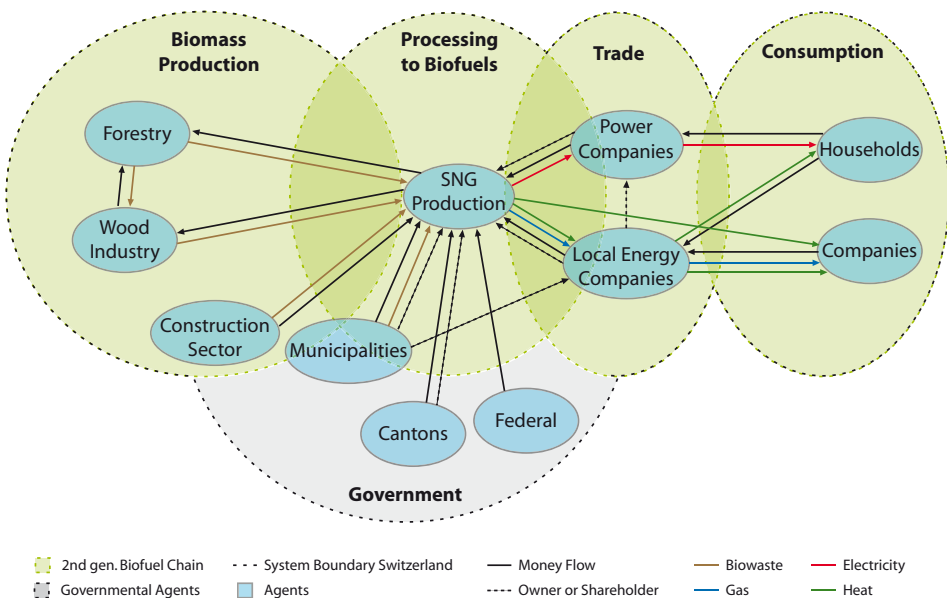 Biomass
Production
Processing
to Biofuels
Trade
Consumption
Forestry
Power
Companies
Households
SNG
Production
Wood
Industry
Local Energy
Companies
Companies
Construction
Sector
Municipalities
Cantons
Federal
Government
2nd gen. Biofuel Chain
System Boundary Switzerland
Money Flow
Biowaste
Electricity
Governmental Agents
Agents
Owner or Shareholder
Gas
Heat